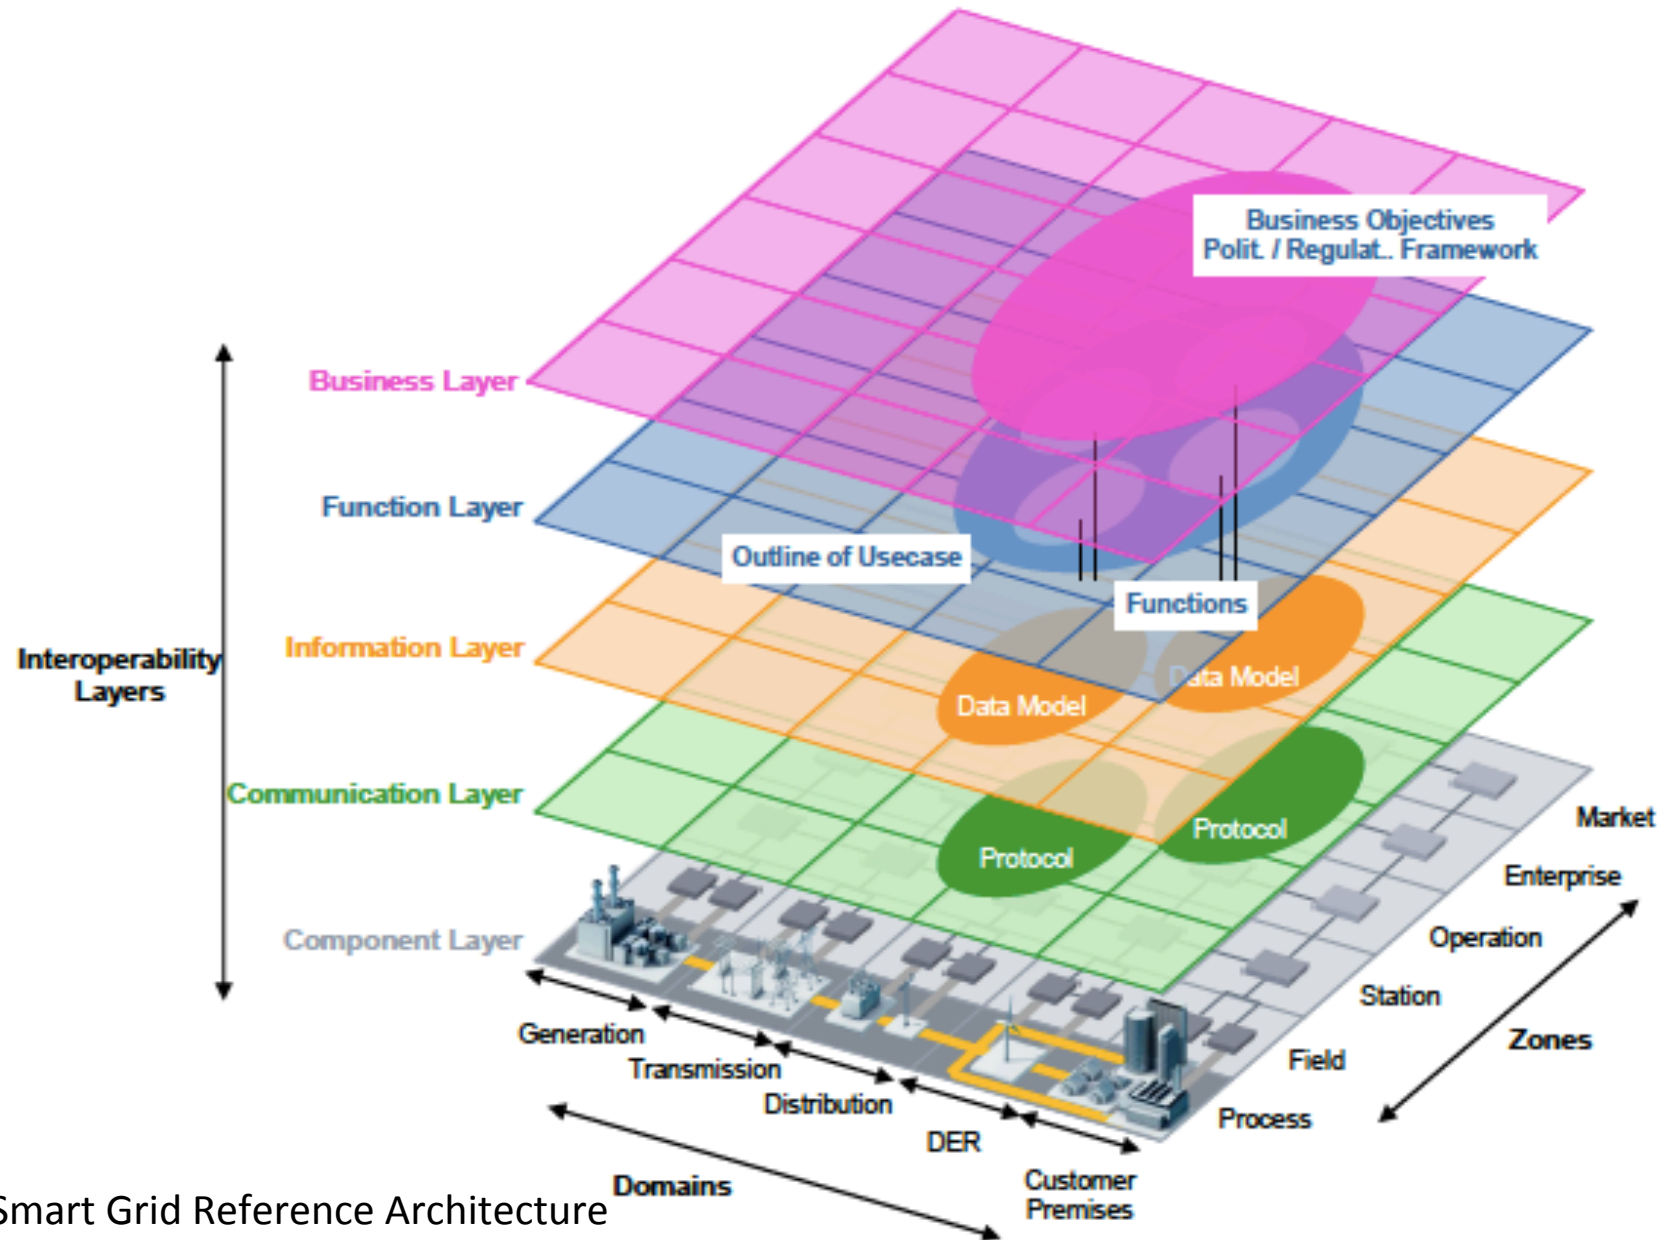 Business Objectives
Polit. / Regulat.. Framework
Business Layer
Function Layer
Outline of Usecase
Functions
Information Layer
Interoperability
Layers
Data Model
Data Model
Communication Layer
Protocol
Protocol
Component Layer
Market
Enterprise
Operation
Station
Field
Process
Zones
Generation
Transmission
Distribution
DER
Customer
Premises
Domains
Smart Grid Reference Architecture